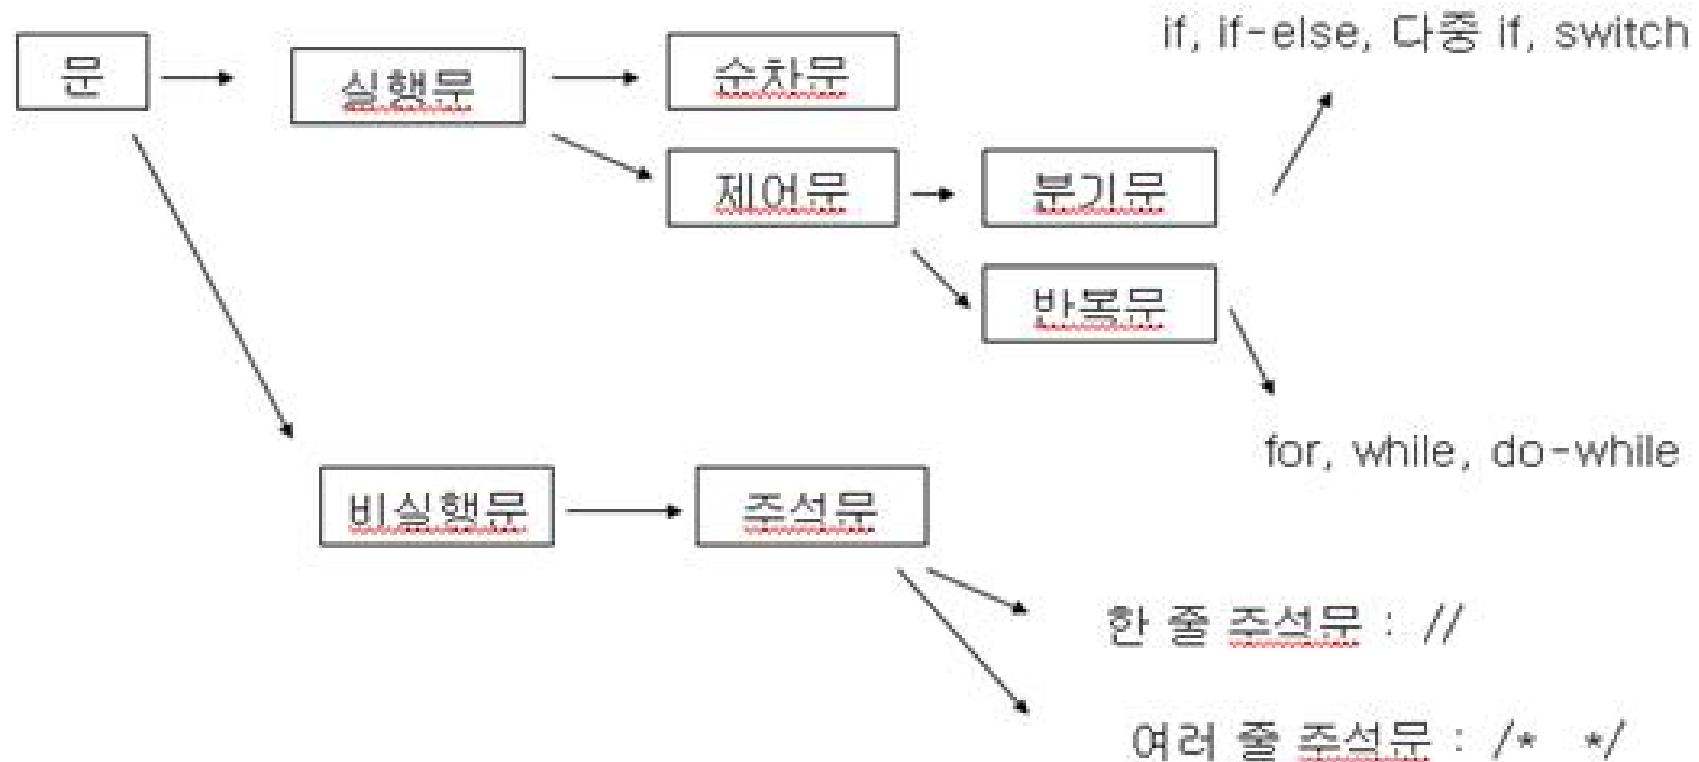 if, if-else, 다중 if, switch
문
실행문
순차문
제어문
분기문
반복문
for, while, do-while
비실행문
주석문
한 줄 주석문 : //
여러 줄 주석문 : /* */